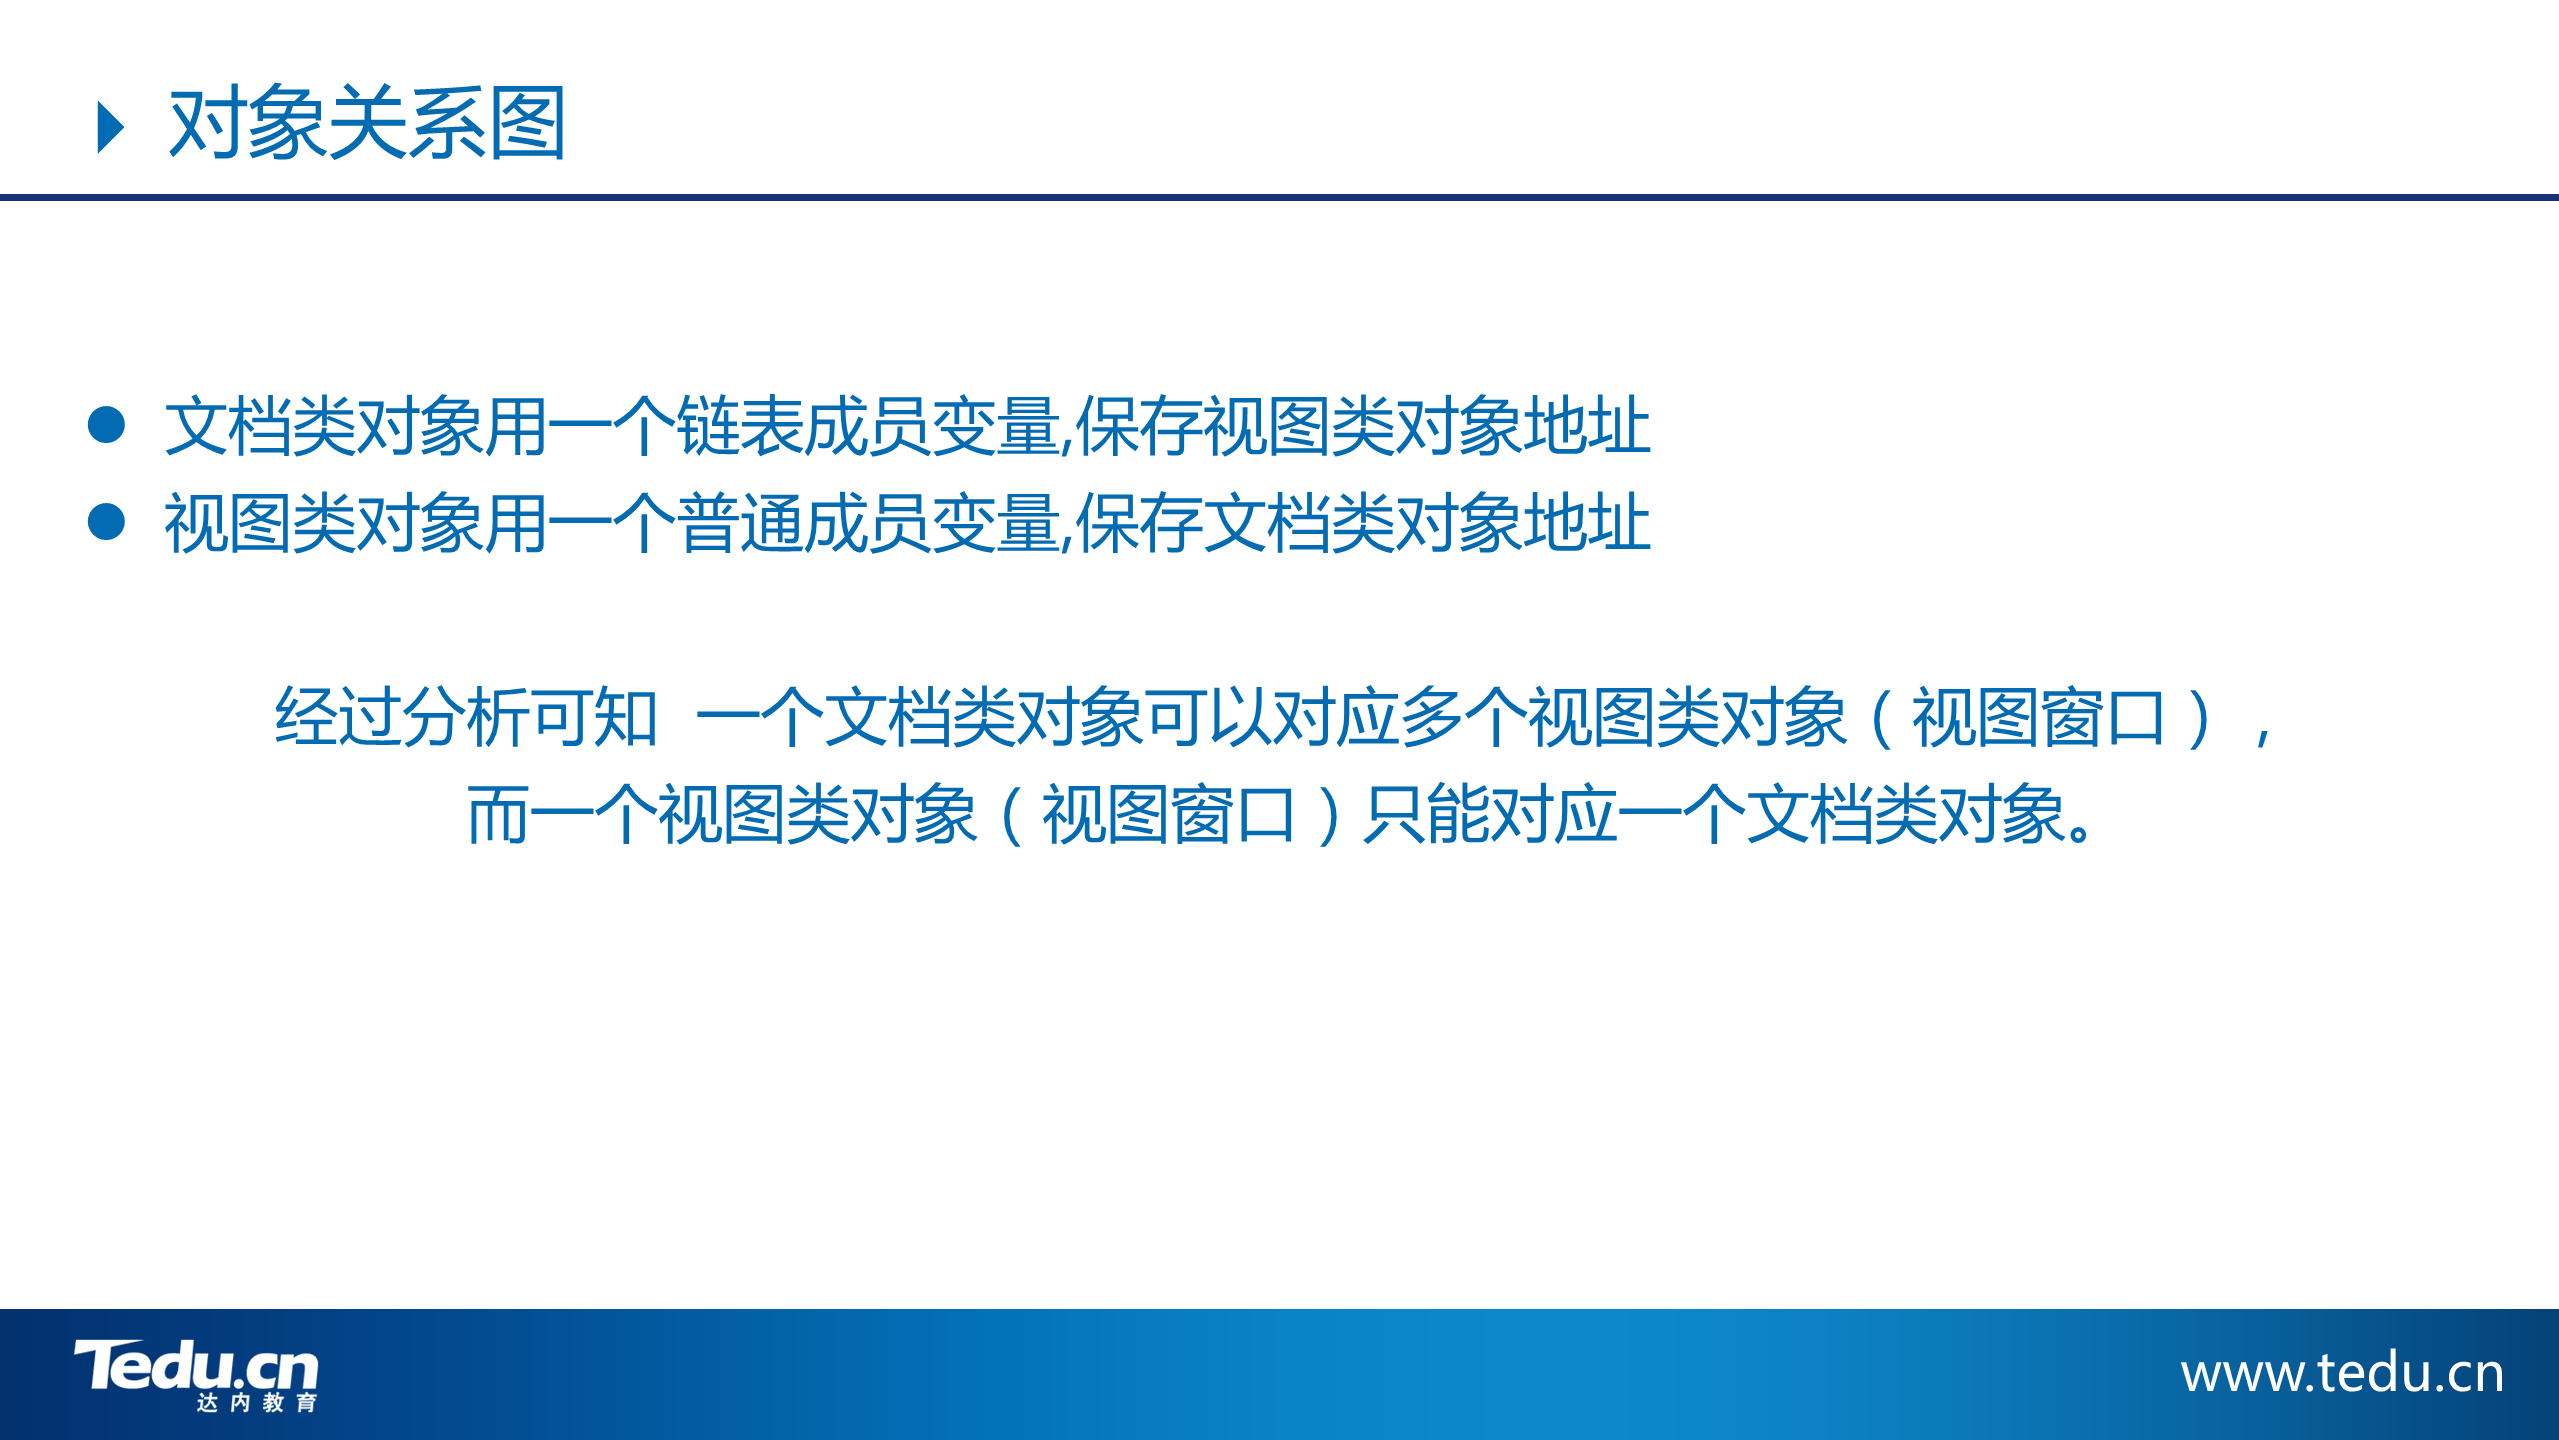 对象关系图
文档类对象用一个链表成员变量,保存视图类对象地址
视图类对象用一个普通成员变量,保存文档类对象地址
经过分析可知  一个文档类对象可以对应多个视图类对象（视图窗口），
而一个视图类对象（视图窗口）只能对应一个文档类对象。
Tedu.cn
达内教育
www.tedu.cn